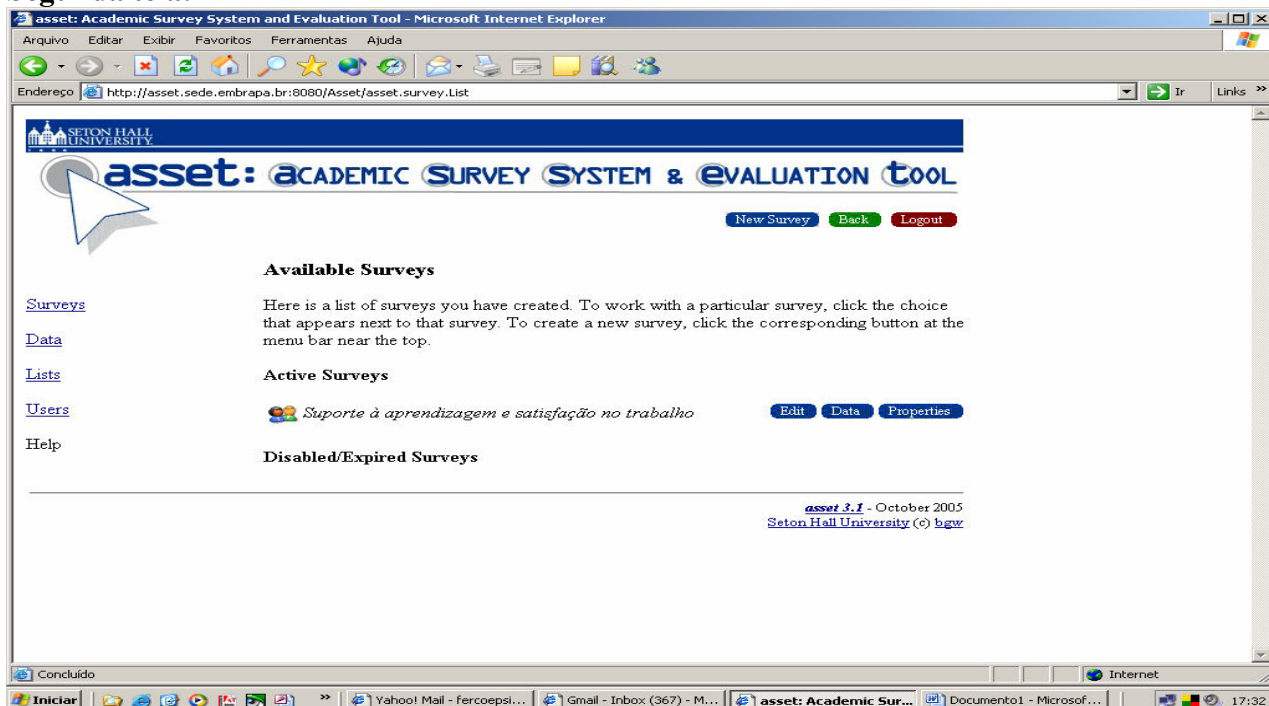 asset: Academic Survey System and Evaluation Tool - Microsoft Internet Explorer
Arquivo Editar Exibir Favoritos Ferramentas Ajuda
Endereço http://asset.sede.embrapa.br:8080/Asset/asset.survey.List Ir Links »
SETON HALL
UNIVERSITY
asset: academic survey system & evaluation tool
New Survey Back Logout
Available Surveys
Surveys
Here is a list of surveys you have created. To work with a particular survey, click the choice
that appears next to that survey. To create a new survey, click the corresponding button at the
Data
menu bar near the top.
Lists
Active Surveys
Users
Suporte à aprendizagem e satisfação no trabalho Edit Data Properties
Help
Disabled/Expired Surveys
asset 3.1 - October 2005
Seton Hall University (c) bgw
Concluído Internet
Iniciar » Yahoo! Mail - fercoepsi... Gmail - Inbox (367) - M... asset: Academic Sur... Documento1 - Microsof... 17:32